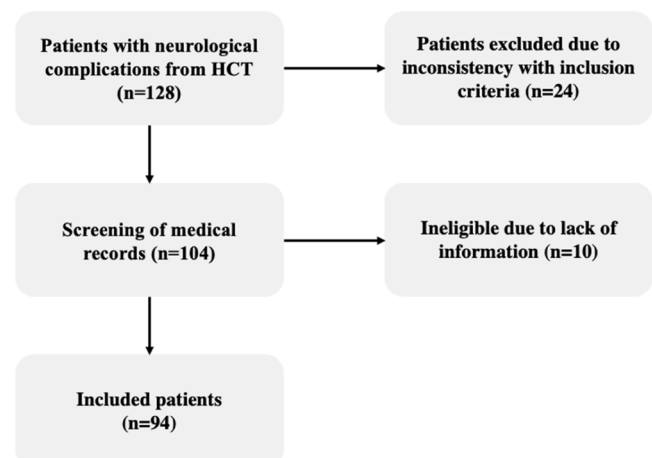 Patients with neurological
complications from HCT
(n=128)
Patients excluded due to
inconsistency with inclusion
criteria (n=24)
Screening of medical
records (n=104)
Ineligible due to lack of
information (n=10)
Included patients
(n=94)